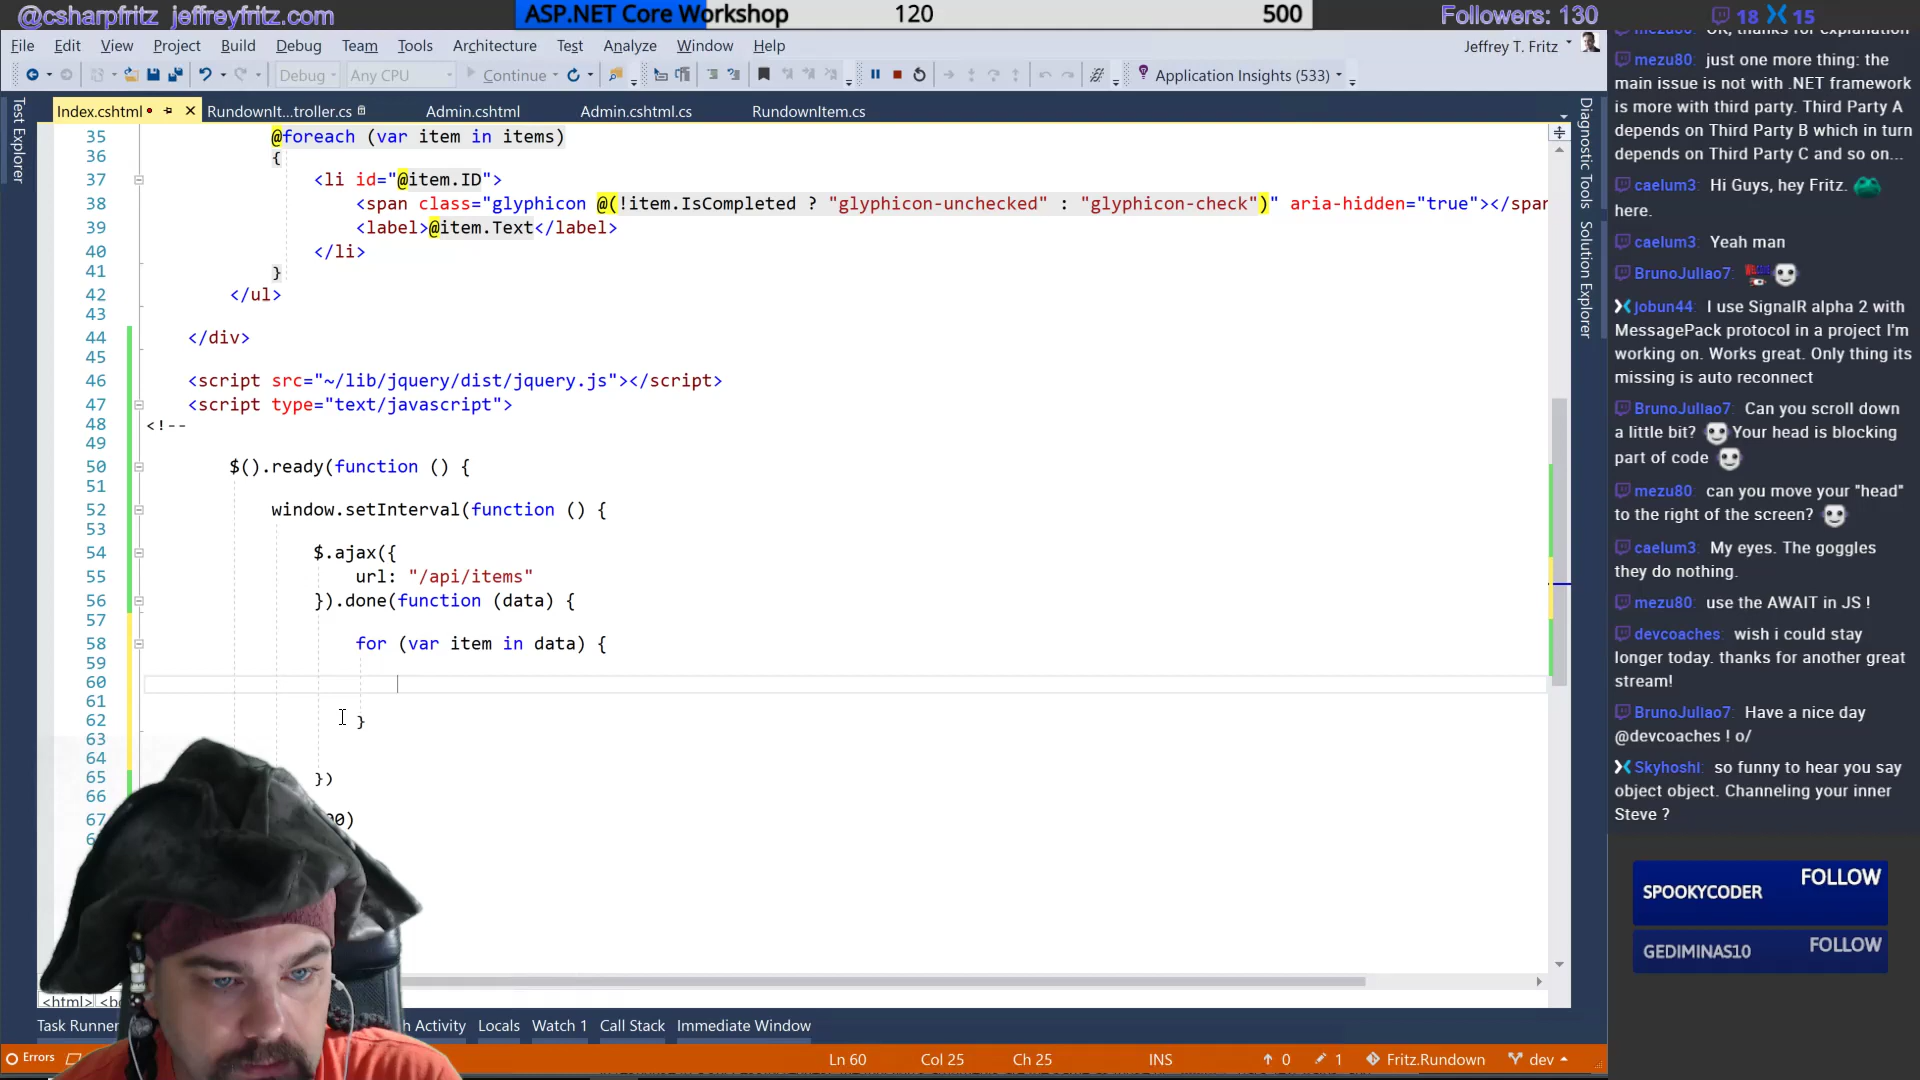 @csharpfritz jeffreyfritz.com
ASP.NET Core Workshop 120 500
Followers: 130
18 15
File Edit View Project Build Debug Team Tools Architecture Test Analyze Window Help
Jeffrey T. Fritz
Debug Any CPU Continue Application Insights (533)
Index.cshtml RundownIt...troller.cs Admin.cshtml Admin.cshtml.cs RundownItem.cs
Test Explorer
Diagnostic Tools
Solution Explorer
35 @foreach (var item in items)
36 {
37 <li id="@item.ID">
38 <span class="glyphicon @(!item.IsCompleted ? "glyphicon-unchecked" : "glyphicon-check")" aria-hidden="true"></span
39 <label>@item.Text</label>
40 </li>
41 }
42 </ul>
43
44 </div>
45
46 <script src="~/lib/jquery/dist/jquery.js"></script>
47 <script type="text/javascript">
48 <!--
49
50 $().ready(function () {
51
52 window.setInterval(function () {
53
54 $.ajax({
55 url: "/api/items"
56 }).done(function (data) {
57
58 for (var item in data) {
59
60
61
62 }
63
64
65 })
66
67 00)
<html>
Task Runner
Activity Locals Watch 1 Call Stack Immediate Window
Errors
Ln 60 Col 25 Ch 25 INS 0 1 Fritz.Rundown dev
mezu80: OK, thanks for explanation
mezu80: just one more thing: the
main issue is not with .NET framework
is more with third party. Third Party A
depends on Third Party B which in turn
depends on Third Party C and so on...
caelum3: Hi Guys, hey Fritz.
here.
caelum3: Yeah man
BrunoJuliao7:
jobun44: I use SignalR alpha 2 with
MessagePack protocol in a project I'm
working on. Works great. Only thing its
missing is auto reconnect
BrunoJuliao7: Can you scroll down
a little bit? Your head is blocking
part of code
mezu80: can you move your "head"
to the right of the screen?
caelum3: My eyes. The goggles
they do nothing.
mezu80: use the AWAIT in JS !
devcoaches: wish i could stay
longer today. thanks for another great
stream!
BrunoJuliao7: Have a nice day
@devcoaches ! o/
Skyhoshi: so funny to hear you say
object object. Channeling your inner
Steve ?
SPOOKYCODER FOLLOW
GEDIMINAS10 FOLLOW